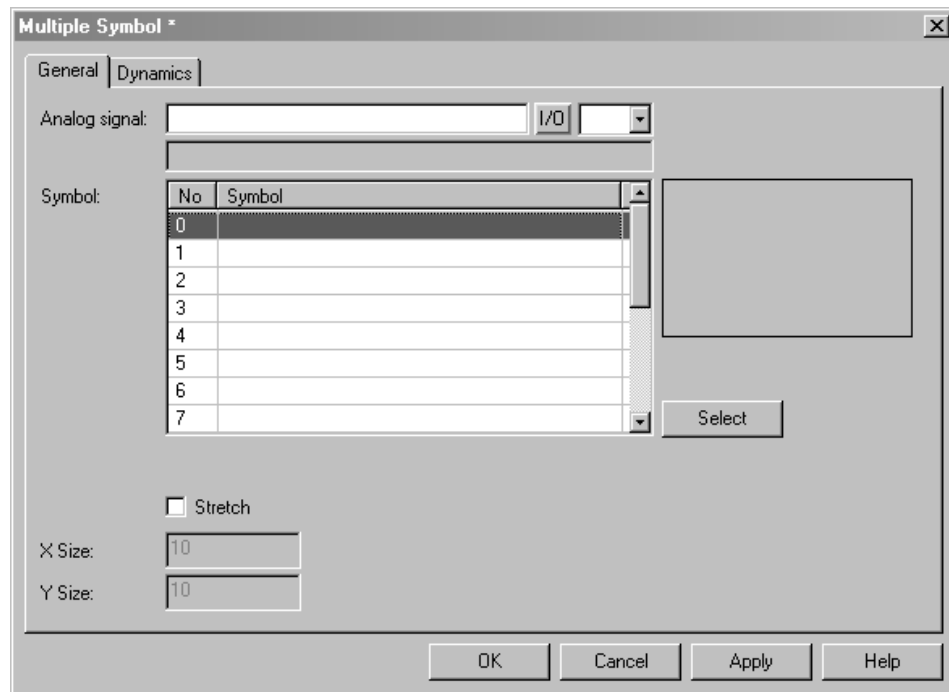 Multiple Symbol *
General Dynamics
Analog signal: I/O
Symbol: No Symbol
0
1
2
3
4
5
6
7
Select
Stretch
X Size: 10
Y Size: 10
OK Cancel Apply Help